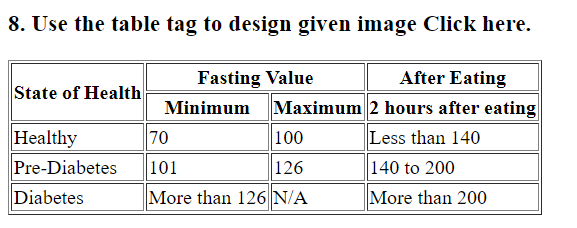 8. Use the table tag to design given image Click here.
State of Health Fasting Value After Eating
Minimum Maximum 2 hours after eating
Healthy 70 100 Less than 140
Pre-Diabetes 101 126 140 to 200
Diabetes More than 126 N/A More than 200